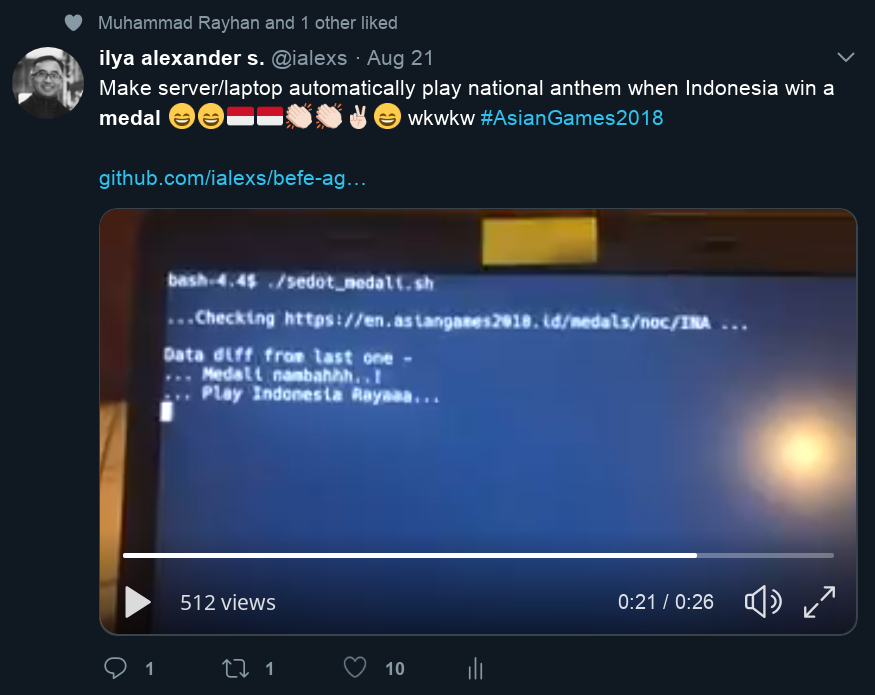 Muhammad Rayhan and 1 other liked
ilya alexander s. @ialexs · Aug 21
Make server/laptop automatically play national anthem when Indonesia win a
medal 😄😄🇮🇩🇮🇩👏🏻👏🏻✌🏻😄 wkwkw #AsianGames2018
github.com/ialexs/befe-ag…
bash-4.4$ ./sedot_medali.sh
...Checking https://en.asiangames2018.id/medals/noc/INA ...
Data diff from last one -
... Medali nambahhh..!
... Play Indonesia Rayaaa...
512 views
0:21 / 0:26
1
1
10